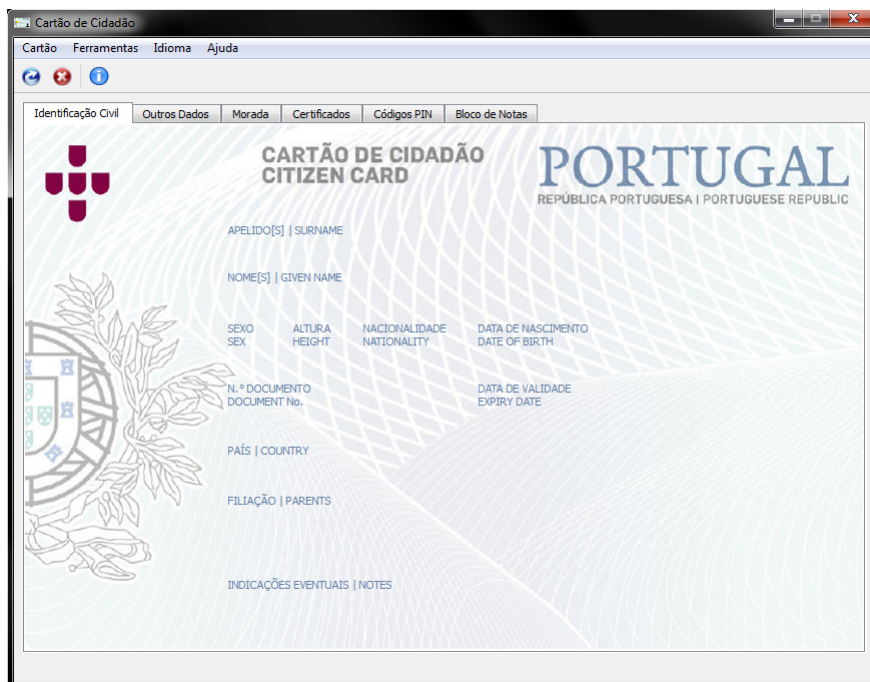 Cartão de Cidadão
Cartão Ferramentas Idioma Ajuda
Identificação Civil Outros Dados Morada Certificados Códigos PIN Bloco de Notas
CARTÃO DE CIDADÃO
CITIZEN CARD
PORTUGAL
REPÚBLICA PORTUGUESA | PORTUGUESE REPUBLIC
APELIDO[S] | SURNAME
NOME[S] | GIVEN NAME
SEXO ALTURA NACIONALIDADE DATA DE NASCIMENTO
SEX HEIGHT NATIONALITY DATE OF BIRTH
N.º DOCUMENTO DATA DE VALIDADE
DOCUMENT No. EXPIRY DATE
PAÍS | COUNTRY
FILIAÇÃO | PARENTS
INDICAÇÕES EVENTUAIS | NOTES